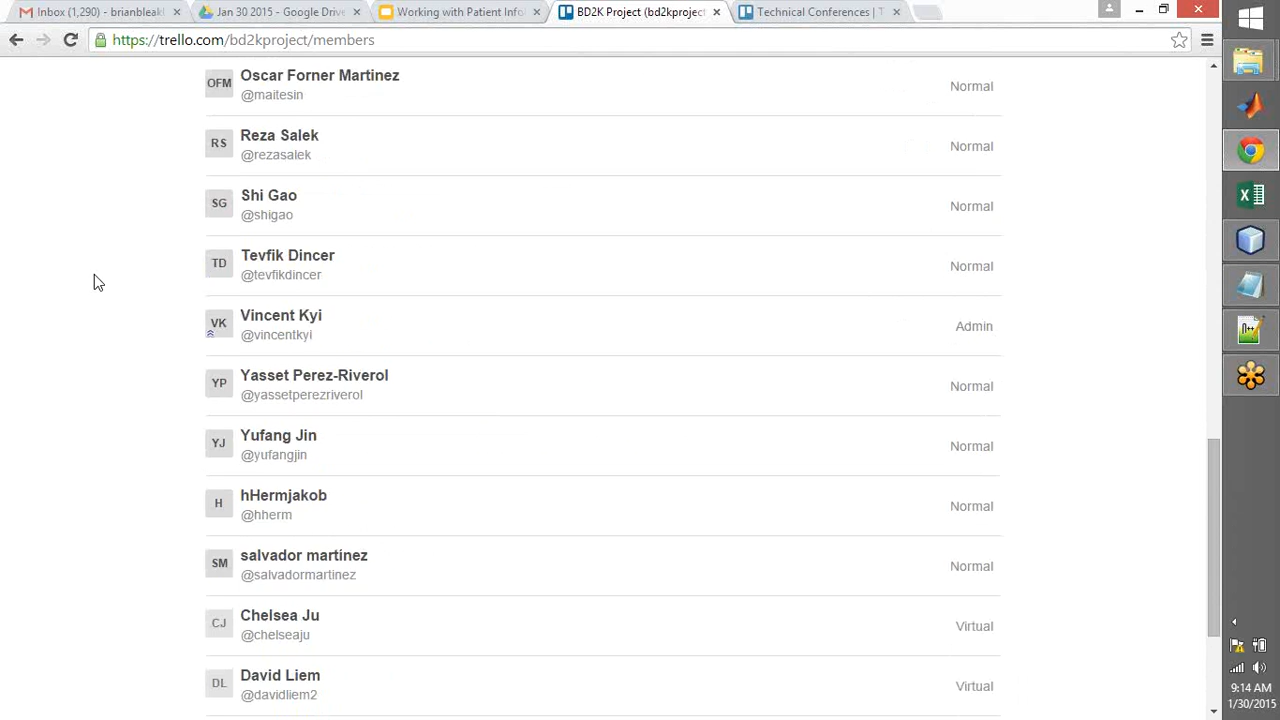 Inbox (1,290) - brianbleak
Jan 30 2015 - Google Drive
Working with Patient Info
BD2K Project (bd2kproject
Technical Conferences | T
https://trello.com/bd2kproject/members
OFM
Oscar Forner Martinez
@maitesin
Normal
RS
Reza Salek
@rezasalek
Normal
SG
Shi Gao
@shigao
Normal
TD
Tevfik Dincer
@tevfikdincer
Normal
VK
Vincent Kyi
@vincentkyi
Admin
YP
Yasset Perez-Riverol
@yassetperezriverol
Normal
YJ
Yufang Jin
@yufangjin
Normal
H
hHermjakob
@hherm
Normal
SM
salvador martinez
@salvadormartinez
Normal
CJ
Chelsea Ju
@chelseaju
Virtual
DL
David Liem
@davidliem2
Virtual
9:14 AM
1/30/2015